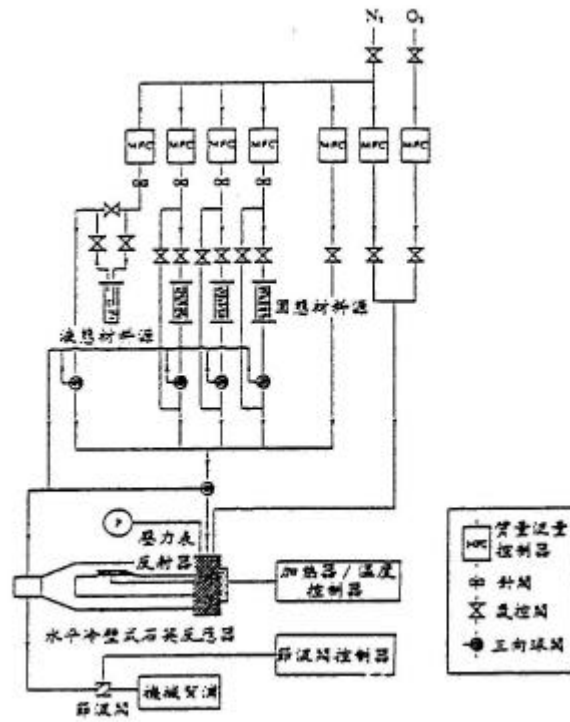 N₂ O₂
MFC MFC MFC MFC MFC MFC MFC
固態材料源
液態材料源
P
壓力表
反射器
加熱器/溫度
控制器
水平冷壁式石英反應器
節流閥控制器
節流閥
機械幫浦
MFC
質量流量
控制器
針閥
氣控閥
三向球閥